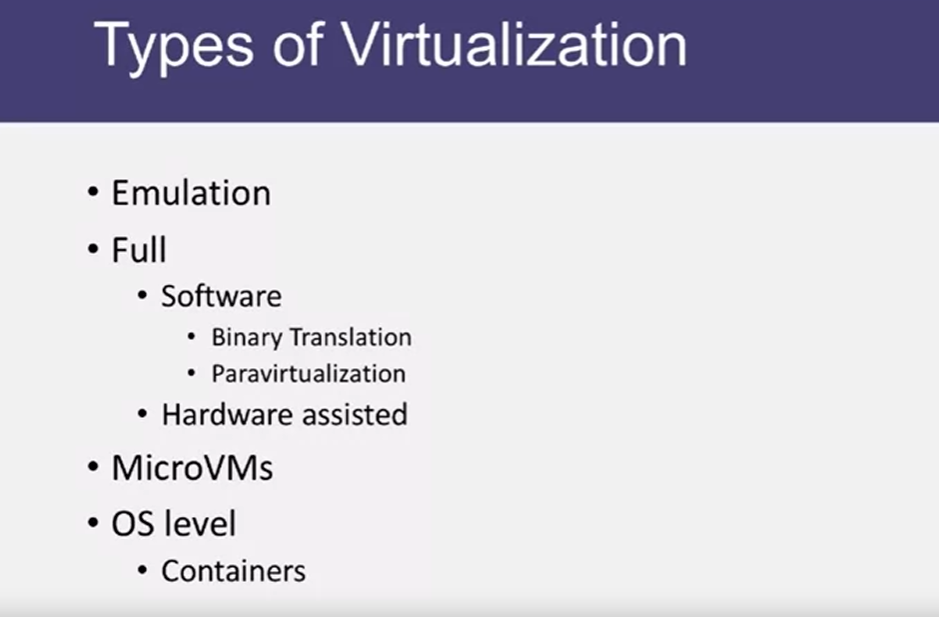 Types of Virtualization
• Emulation
• Full
• Software
• Binary Translation
• Paravirtualization
• Hardware assisted
• MicroVMs
• OS level
• Containers